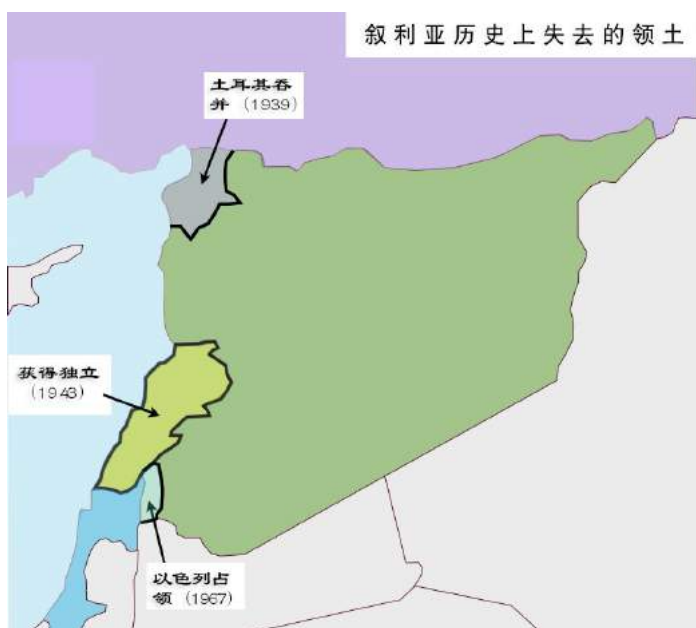 叙利亚历史上失去的领土
土耳其吞
并（1939）
获得独立
（1943）
以色列占
领（1967）